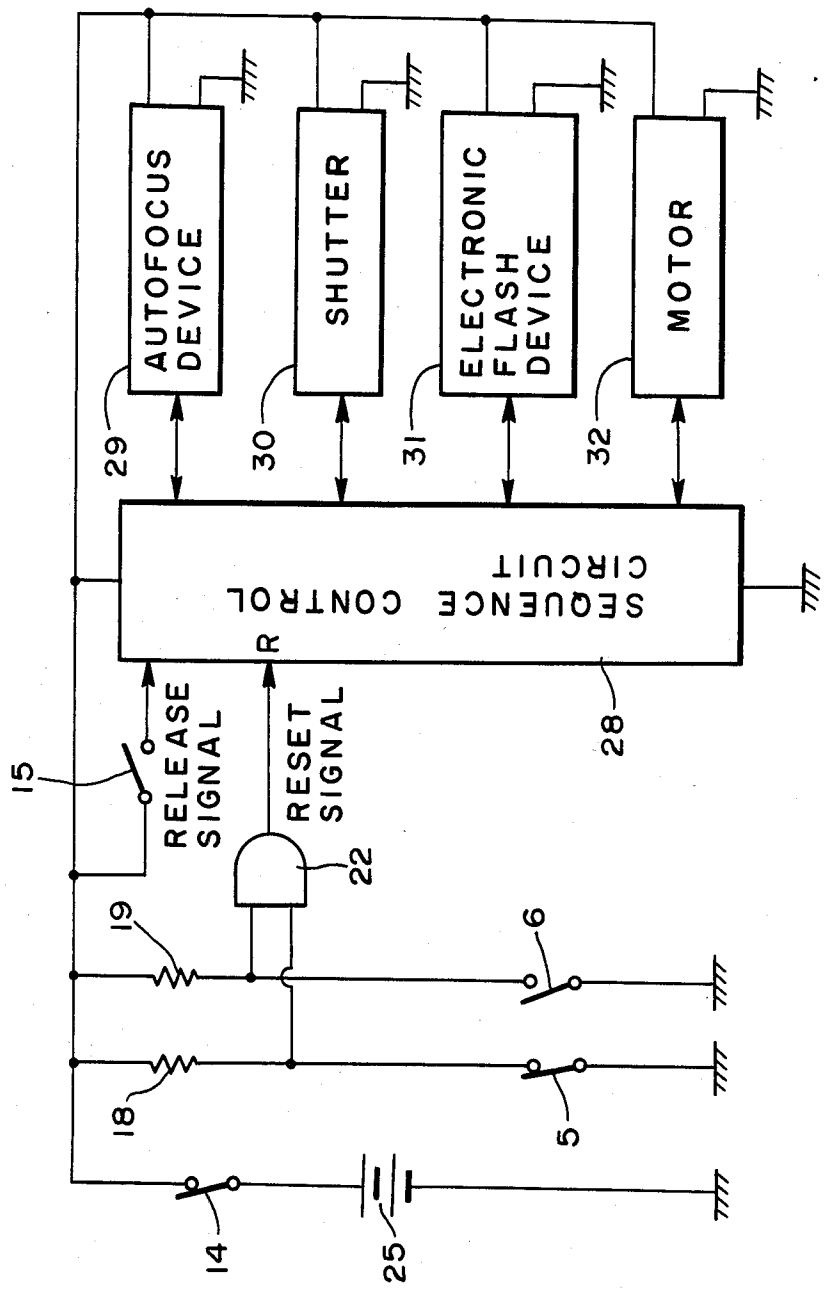 14
25
18
19
5
6
15
RELEASE
SIGNAL
22
RESET
SIGNAL
R
SEQUENCE CONTROL
CIRCUIT
28
29
AUTOFOCUS
DEVICE
30
SHUTTER
31
ELECTRONIC
FLASH
DEVICE
32
MOTOR